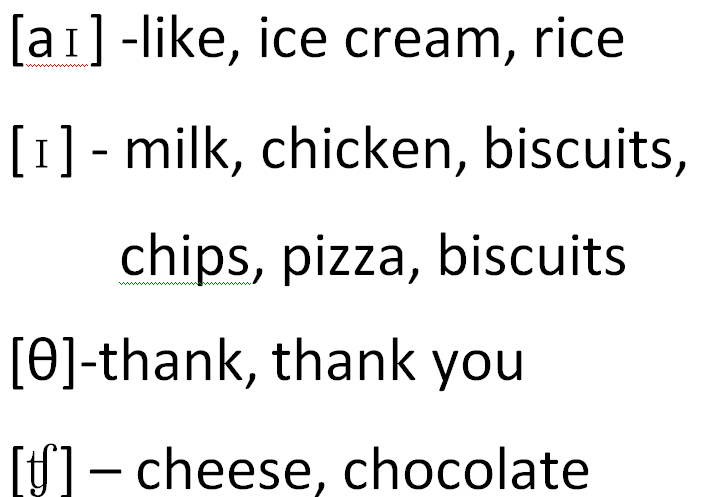 [aɪ] -like, ice cream, rice
[ɪ] - milk, chicken, biscuits,
chips, pizza, biscuits
[θ]-thank, thank you
[ʧ] – cheese, chocolate